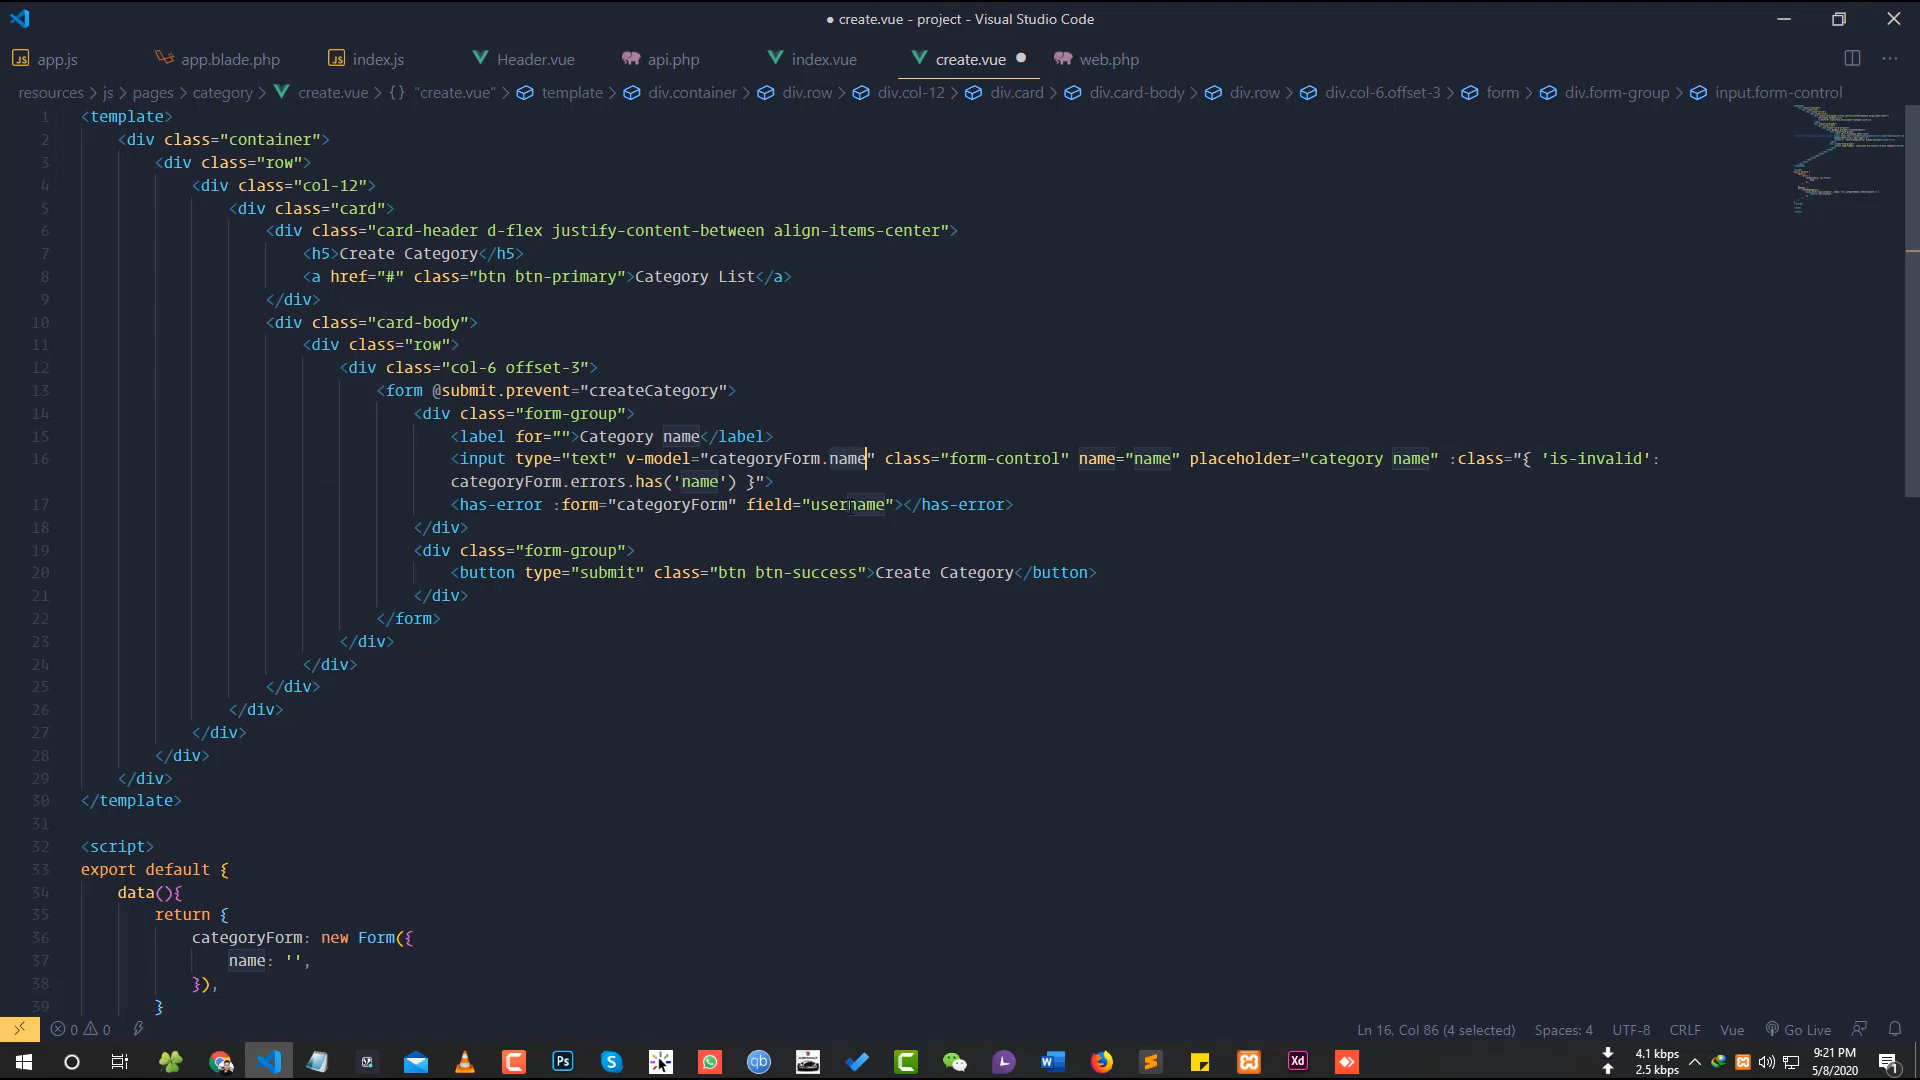 ● create.vue - project - Visual Studio Code
JS app.js app.blade.php JS index.js Header.vue api.php index.vue create.vue ● web.php ···
resources > js > pages > category > create.vue > {} "create.vue" > template > div.container > div.row > div.col-12 > div.card > div.card-body > div.row > div.col-6.offset-3 > form > div.form-group > input.form-control
1 <template>
2 <div class="container">
3 <div class="row">
4 <div class="col-12">
5 <div class="card">
6 <div class="card-header d-flex justify-content-between align-items-center">
7 <h5>Create Category</h5>
8 <a href="#" class="btn btn-primary">Category List</a>
9 </div>
10 <div class="card-body">
11 <div class="row">
12 <div class="col-6 offset-3">
13 <form @submit.prevent="createCategory">
14 <div class="form-group">
15 <label for="">Category name</label>
16 <input type="text" v-model="categoryForm.name" class="form-control" name="name" placeholder="category name" :class="{ 'is-invalid':
categoryForm.errors.has('name') }">
17 <has-error :form="categoryForm" field="username"></has-error>
18 </div>
19 <div class="form-group">
20 <button type="submit" class="btn btn-success">Create Category</button>
21 </div>
22 </form>
23 </div>
24 </div>
25 </div>
26 </div>
27 </div>
28 </div>
29 </div>
30 </template>
31
32 <script>
33 export default {
34 data(){
35 return {
36 categoryForm: new Form({
37 name: '',
38 }),
39 }
0 0 Ln 16, Col 86 (4 selected) Spaces: 4 UTF-8 CRLF Vue Go Live
Ps S qb W Xd 4.1 kbps 9:21 PM
2.5 kbps 5/8/2020 1